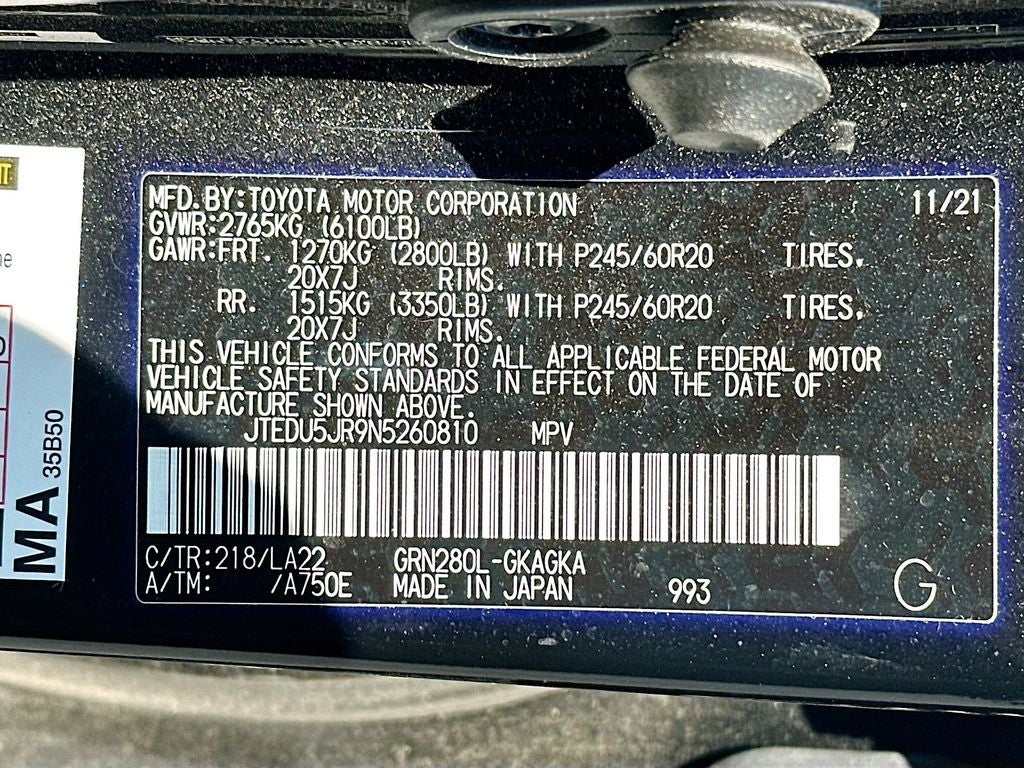 MFD.BY:TOYOTA MOTOR CORPORATION 11/21
GVWR:2765KG (6100LB)
GAWR:FRT. 1270KG (2800LB) WITH P245/60R20 TIRES,
20X7J RIMS.
RR. 1515KG (3350LB) WITH P245/60R20 TIRES,
20X7J RIMS.
THIS VEHICLE CONFORMS TO ALL APPLICABLE FEDERAL MOTOR
VEHICLE SAFETY STANDARDS IN EFFECT ON THE DATE OF
MANUFACTURE SHOWN ABOVE.
JTEDU5JR9N5260810 MPV
C/TR:218/LA22 GRN280L-GKAGKA
A/TM: /A750E MADE IN JAPAN 993 G
MA 35B50